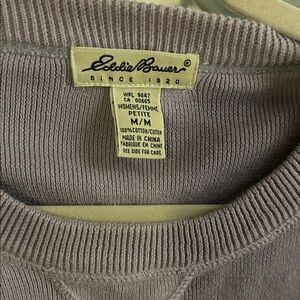 Eddie Bauer®
SINCE 1920
WPL 9647
CA 00665
WOMENS/FEMME
PETITE
M/M
100%COTTON/COTON
MADE IN CHINA
FABRIQUE EN CHINE
SEE SIDE FOR CARE